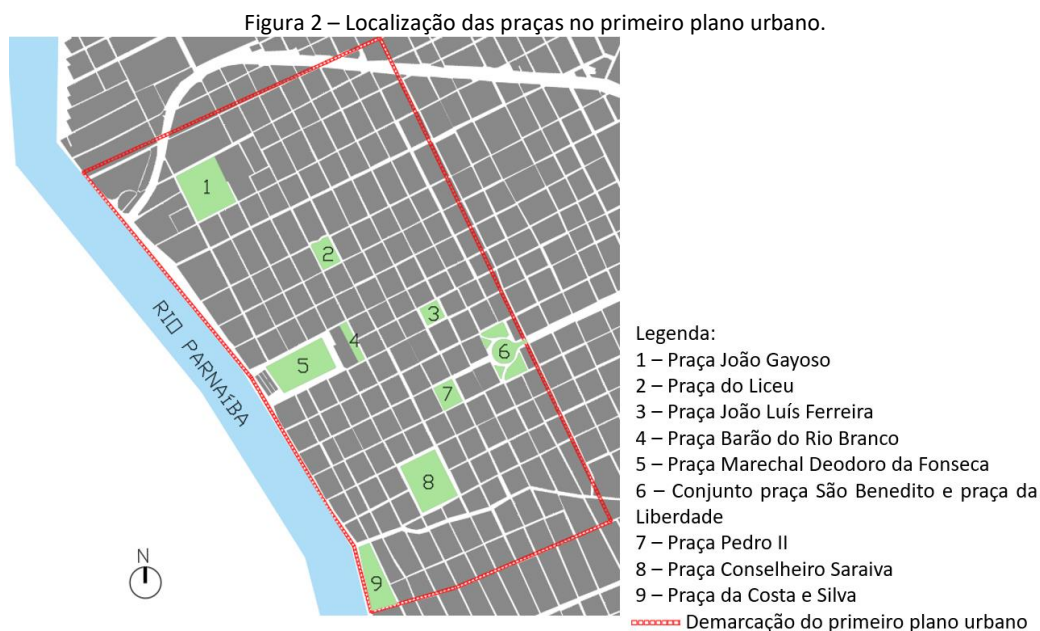 Figura 2 – Localização das praças no primeiro plano urbano.
1
2
3
4
5
6
7
8
9
RIO PARNAÍBA
N
Legenda:
1 – Praça João Gayoso
2 – Praça do Liceu
3 – Praça João Luís Ferreira
4 – Praça Barão do Rio Branco
5 – Praça Marechal Deodoro da Fonseca
6 – Conjunto praça São Benedito e praça da
Liberdade
7 – Praça Pedro II
8 – Praça Conselheiro Saraiva
9 – Praça da Costa e Silva
Demarcação do primeiro plano urbano